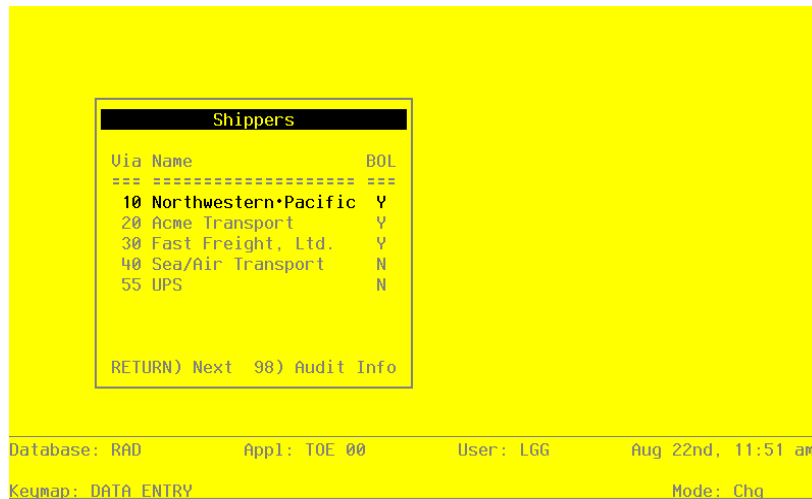 Shippers
Via Name BOL
=== ==================== ===
10 Northwestern•Pacific Y
20 Acme Transport Y
30 Fast Freight, Ltd. Y
40 Sea/Air Transport N
55 UPS N
RETURN) Next 98) Audit Info
Database: RAD Appl: TOE 00 User: LGG Aug 22nd, 11:51 am
Keymap: DATA ENTRY Mode: Chg